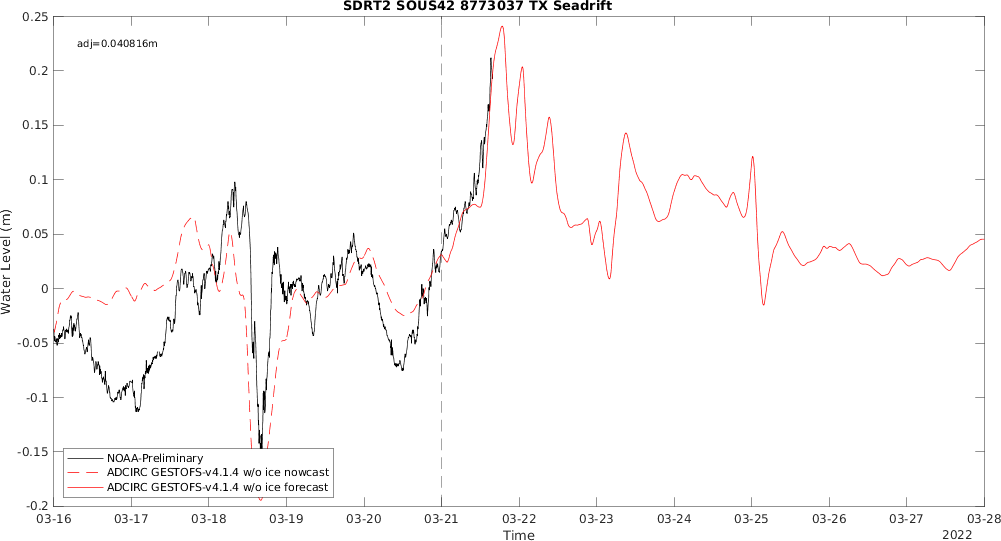 SDRT2 SOUS42 8773037 TX Seadrift
adj=0.040816m
0.25
0.2
0.15
0.1
0.05
0
-0.05
-0.1
-0.15
-0.2
Water Level (m)
NOAA-Preliminary
ADCIRC GESTOFS-v4.1.4 w/o ice nowcast
ADCIRC GESTOFS-v4.1.4 w/o ice forecast
03-16 03-17 03-18 03-19 03-20 03-21 03-22 03-23 03-24 03-25 03-26 03-27 03-28
Time
2022